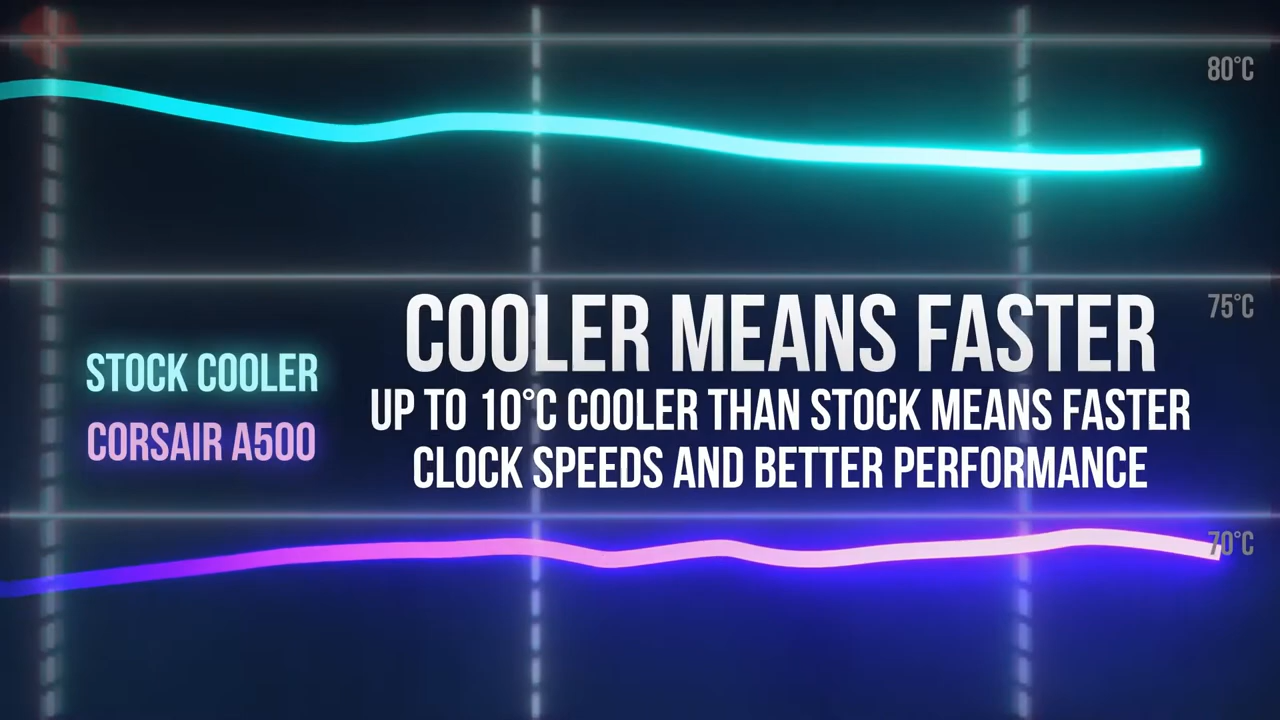 80°C
COOLER MEANS FASTER
75°C
STOCK COOLER
UP TO 10°C COOLER THAN STOCK MEANS FASTER
CORSAIR A500
CLOCK SPEEDS AND BETTER PERFORMANCE
70°C